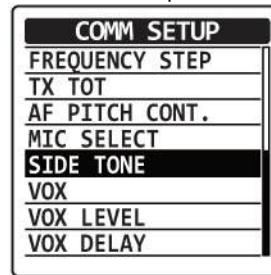 COMM SETUP
FREQUENCY STEP
TX TOT
AF PITCH CONT.
MIC SELECT
SIDE TONE
VOX
VOX LEVEL
VOX DELAY